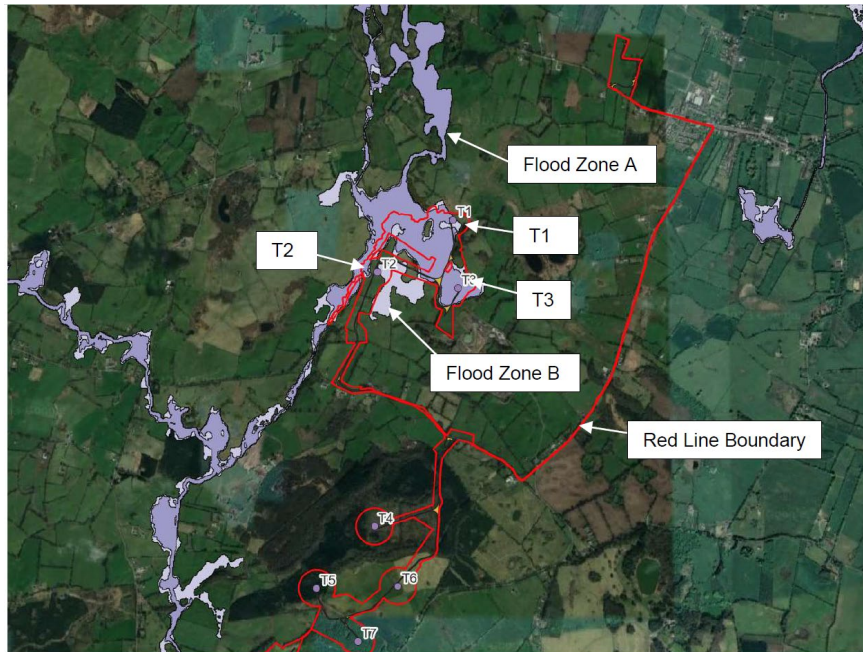 Flood Zone A
T1
T1
T2
T2
T3
T3
Flood Zone B
Red Line Boundary
T4
T5
T6
T7